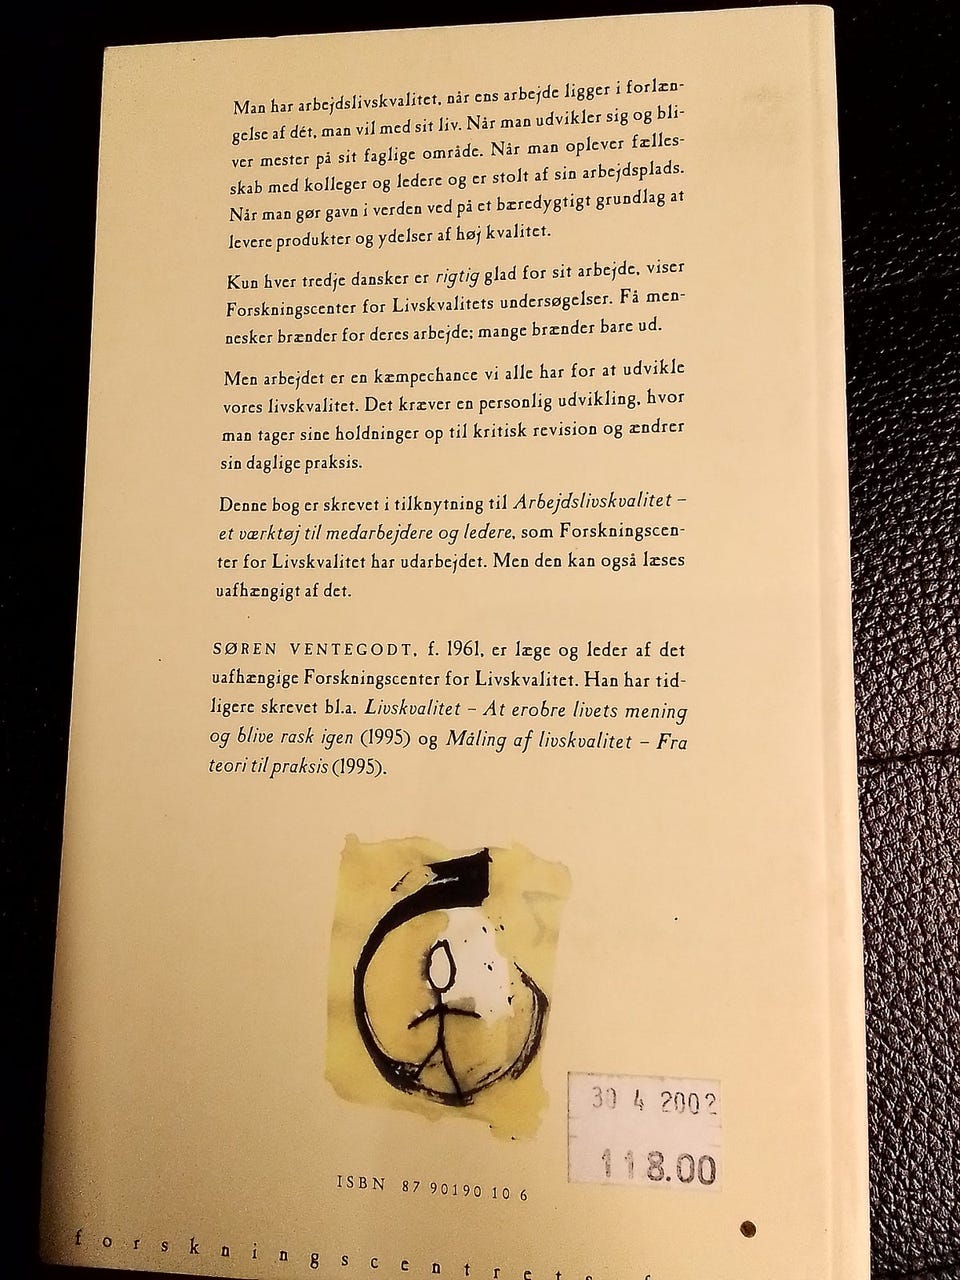 Man har arbejdslivskvalitet, når ens arbejde ligger i forlæn-
gelse af dét, man vil med sit liv. Når man udvikler sig og bli-
ver mester på sit faglige område. Når man oplever fælles-
skab med kolleger og ledere og er stolt af sin arbejdsplads.
Når man gør gavn i verden ved på et bæredygtigt grundlag at
levere produkter og ydelser af høj kvalitet.
Kun hver tredje dansker er rigtig glad for sit arbejde, viser
Forskningscenter for Livskvalitets undersøgelser. Få men-
nesker brænder for deres arbejde; mange brænder bare ud.
Men arbejdet er en kæmpechance vi alle har for at udvikle
vores livskvalitet. Det kræver en personlig udvikling, hvor
man tager sine holdninger op til kritisk revision og ændrer
sin daglige praksis.
Denne bog er skrevet i tilknytning til Arbejdslivskvalitet –
et værktøj til medarbejdere og ledere, som Forskningscen-
ter for Livskvalitet har udarbejdet. Men den kan også læses
uafhængigt af det.
SØREN VENTEGODT, f. 1961, er læge og leder af det
uafhængige Forskningscenter for Livskvalitet. Han har tid-
ligere skrevet bl.a. Livskvalitet – At erobre livets mening
og blive rask igen (1995) og Måling af livskvalitet – Fra
teori til praksis (1995).
30 4 2002
118.00
ISBN 87 90190 10 6
forskningscentrets f